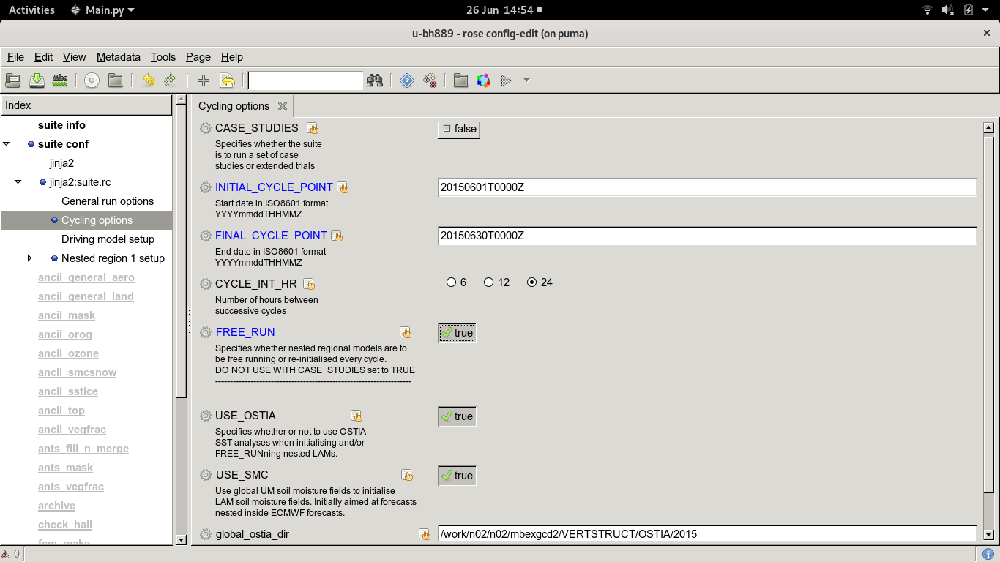 Activities
Main.py
26 Jun 14:54
u-bh889 - rose config-edit (on puma)
File Edit View Metadata Tools Page Help
Abc
Index
suite info
suite conf
jinja2
jinja2:suite.rc
General run options
Cycling options
Driving model setup
Nested region 1 setup
ancil_general_aero
ancil_general_land
ancil_mask
ancil_orog
ancil_ozone
ancil_smcsnow
ancil_sstice
ancil_top
ancil_vegfrac
ants_fill_n_merge
ants_mask
ants_vegfrac
archive
check_hall
fcm_make
Cycling options
CASE_STUDIES
false
Specifies whether the suite
is to run a set of case
studies or extended trials
INITIAL_CYCLE_POINT
20150601T0000Z
Start date in ISO8601 format
YYYYmmddTHHMMZ
FINAL_CYCLE_POINT
20150630T0000Z
End date in ISO8601 format
YYYYmmddTHHMMZ
CYCLE_INT_HR
6 12 24
Number of hours between
successive cycles
FREE_RUN
true
Specifies whether nested regional models are to
be free running or re-initialised every cycle.
DO NOT USE WITH CASE_STUDIES set to TRUE
-------------------------------------------------------------------
USE_OSTIA
true
Specifies whether or not to use OSTIA
SST analyses when initialising and/or
FREE_RUNning nested LAMs.
USE_SMC
true
Use global UM soil moisture fields to initialise
LAM soil moisture fields. Initially aimed at forecasts
nested inside ECMWF forecasts.
global_ostia_dir
/work/n02/n02/mbexgcd2/VERTSTRUCT/OSTIA/2015
0